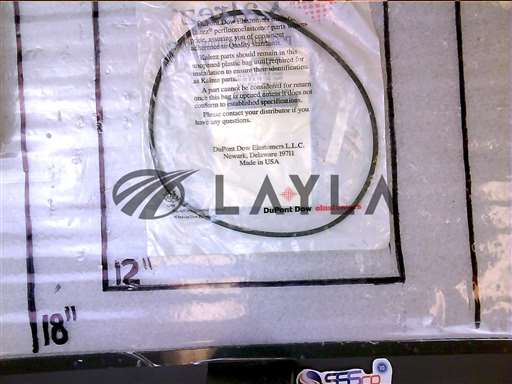 DuPont Dow Elastomers
perfluoroelastomer parts
pride, assuring you of consistent
adherence to Quality standards.
Kalrez parts should remain in this
unopened plastic bag until required for
installation to ensure their identification
as Kalrez parts.
A part cannot be considered for return
once this bag is opened unless it does not
conform to established specifications.
Please contact your distributor if you
have any questions.
DuPont Dow Elastomers L.L.C.
Newark, Delaware 19711
Made in USA
LAYLA
DuPont Dow elastomers
12"
18"